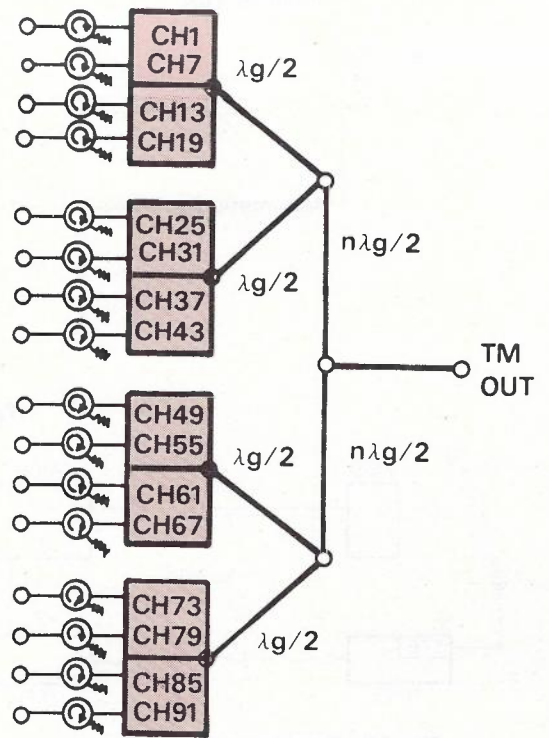 CH1
CH7
λg/2
CH13
CH19
CH25
CH31
nλg/2
λg/2
CH37
CH43
TM
OUT
CH49
CH55
λg/2
nλg/2
CH61
CH67
CH73
CH79
λg/2
CH85
CH91